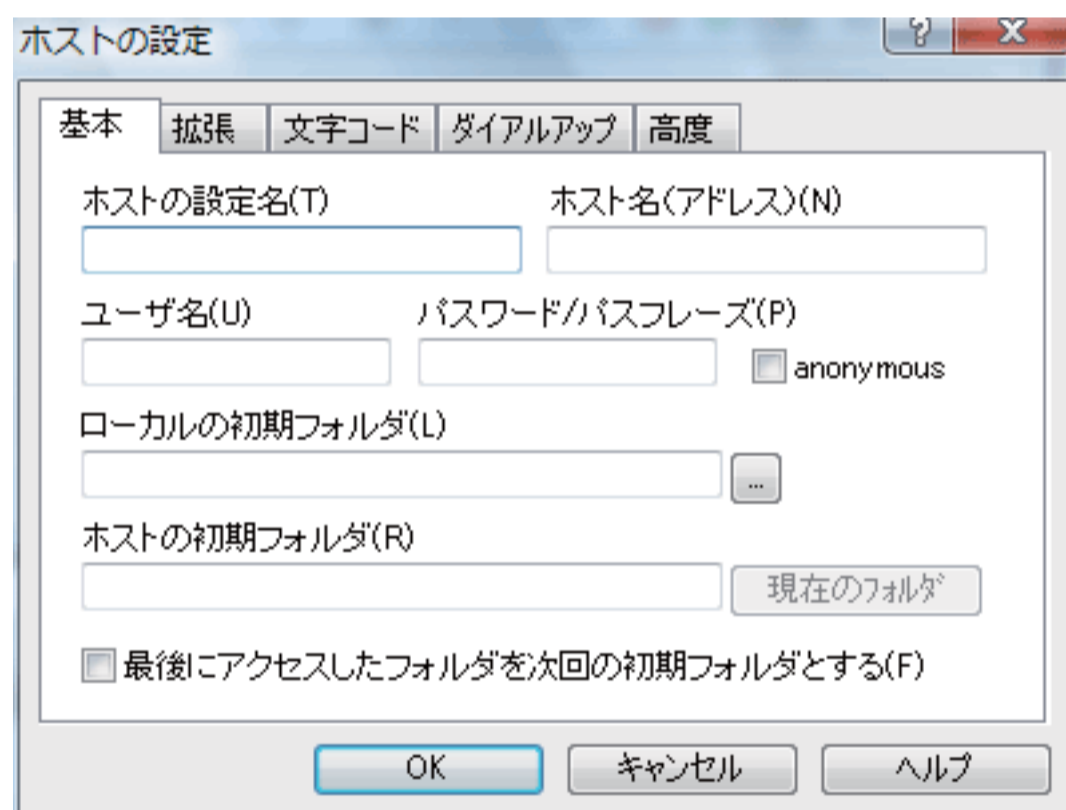 ホストの設定
基本 拡張 文字コード ダイアルアップ 高度
ホストの設定名(T) ホスト名(アドレス)(N)
ユーザ名(U) パスワード/パスフレーズ(P)
anonymous
ローカルの初期フォルダ(L)
...
ホストの初期フォルダ(R)
現在のフォルダ
最後にアクセスしたフォルダを次回の初期フォルダとする(F)
OK キャンセル ヘルプ